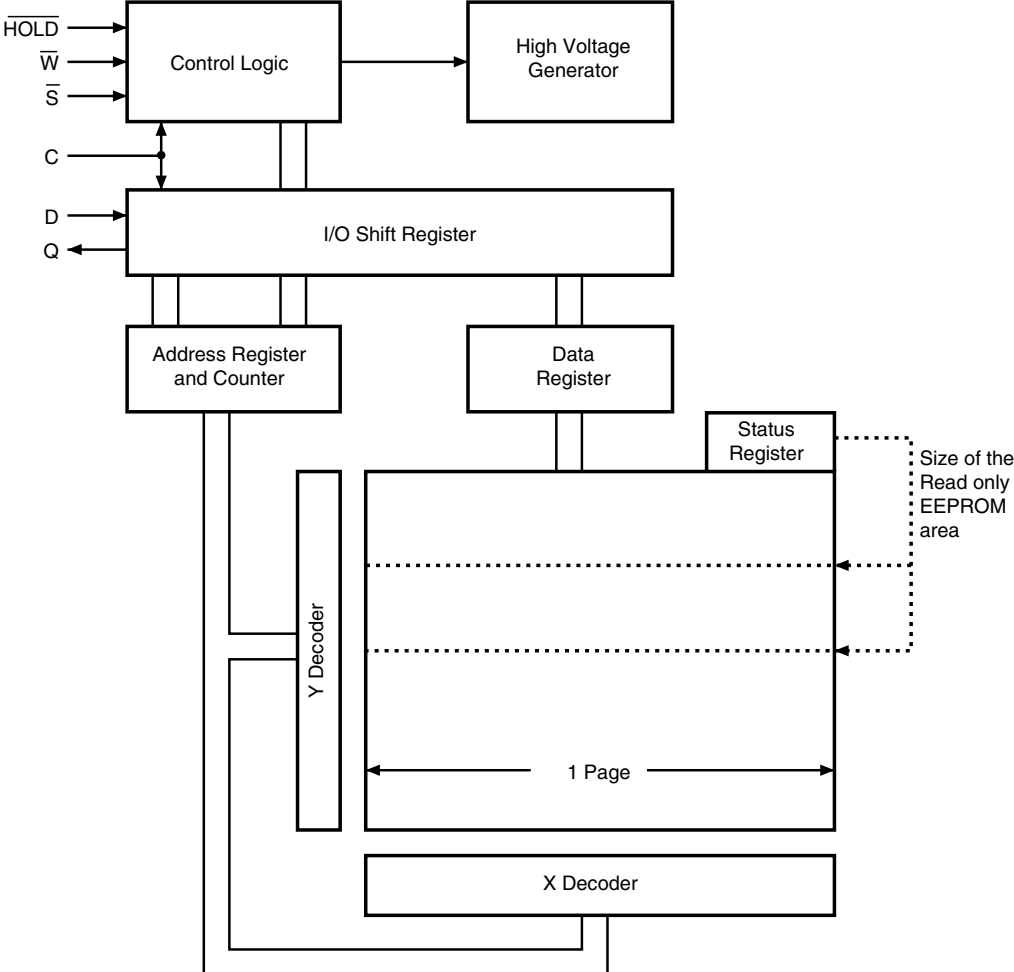 HOLD
W
S
Control Logic
High Voltage
Generator
C
D
Q
I/O Shift Register
Address Register
and Counter
Data
Register
Status
Register
Size of the
Read only
EEPROM
area
Y Decoder
1 Page
X Decoder